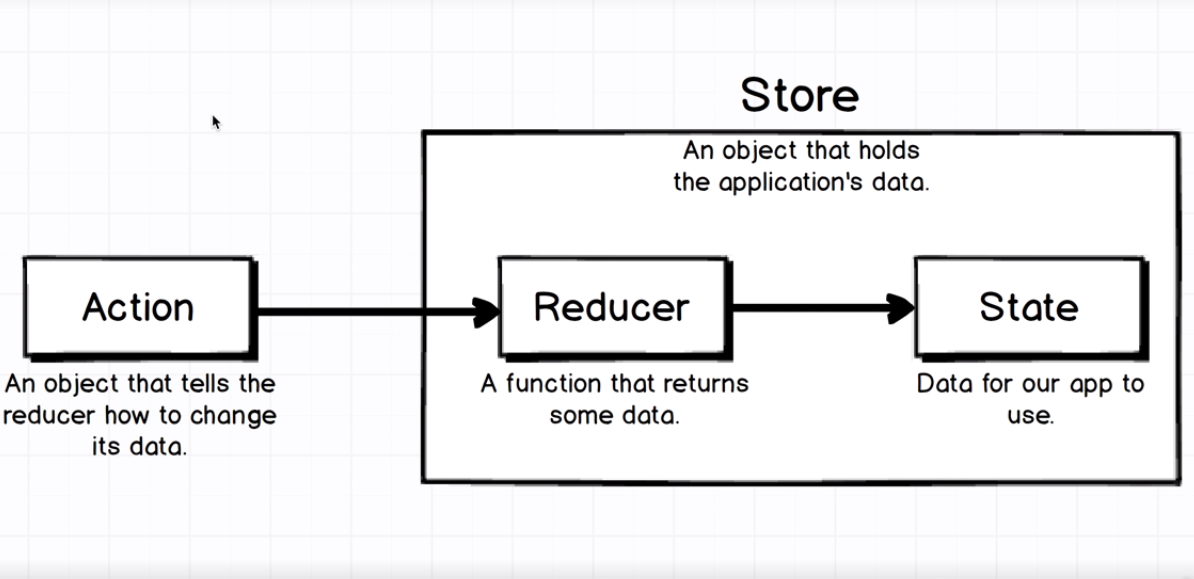 Store
An object that holds
the application's data.
Action
Reducer
State
An object that tells the
reducer how to change
its data.
A function that returns
some data.
Data for our app to
use.